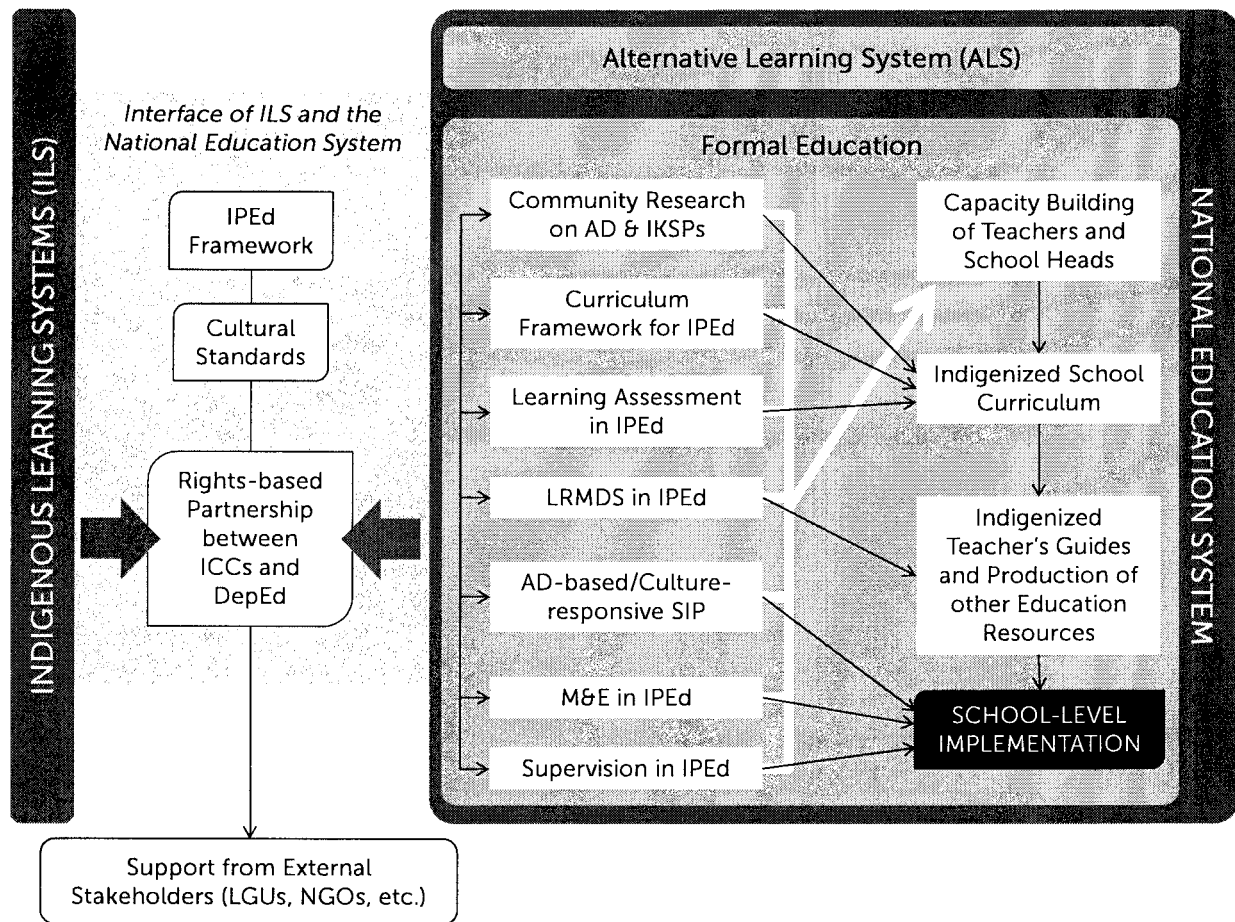 INDIGENOUS LEARNING SYSTEMS (ILS)
Interface of ILS and the
National Education System
IPEd
Framework
Cultural
Standards
Rights-based
Partnership
between
ICCs and
DepEd
Support from External
Stakeholders (LGUs, NGOs, etc.)
Alternative Learning System (ALS)
Formal Education
Community Research
on AD & IKSPs
Curriculum
Framework for IPEd
Learning Assessment
in IPEd
LRMDS in IPEd
AD-based/Culture-
responsive SIP
M&E in IPEd
Supervision in IPEd
Capacity Building
of Teachers and
School Heads
Indigenized School
Curriculum
Indigenized
Teacher's Guides
and Production of
other Education
Resources
SCHOOL-LEVEL
IMPLEMENTATION
NATIONAL EDUCATION SYSTEM